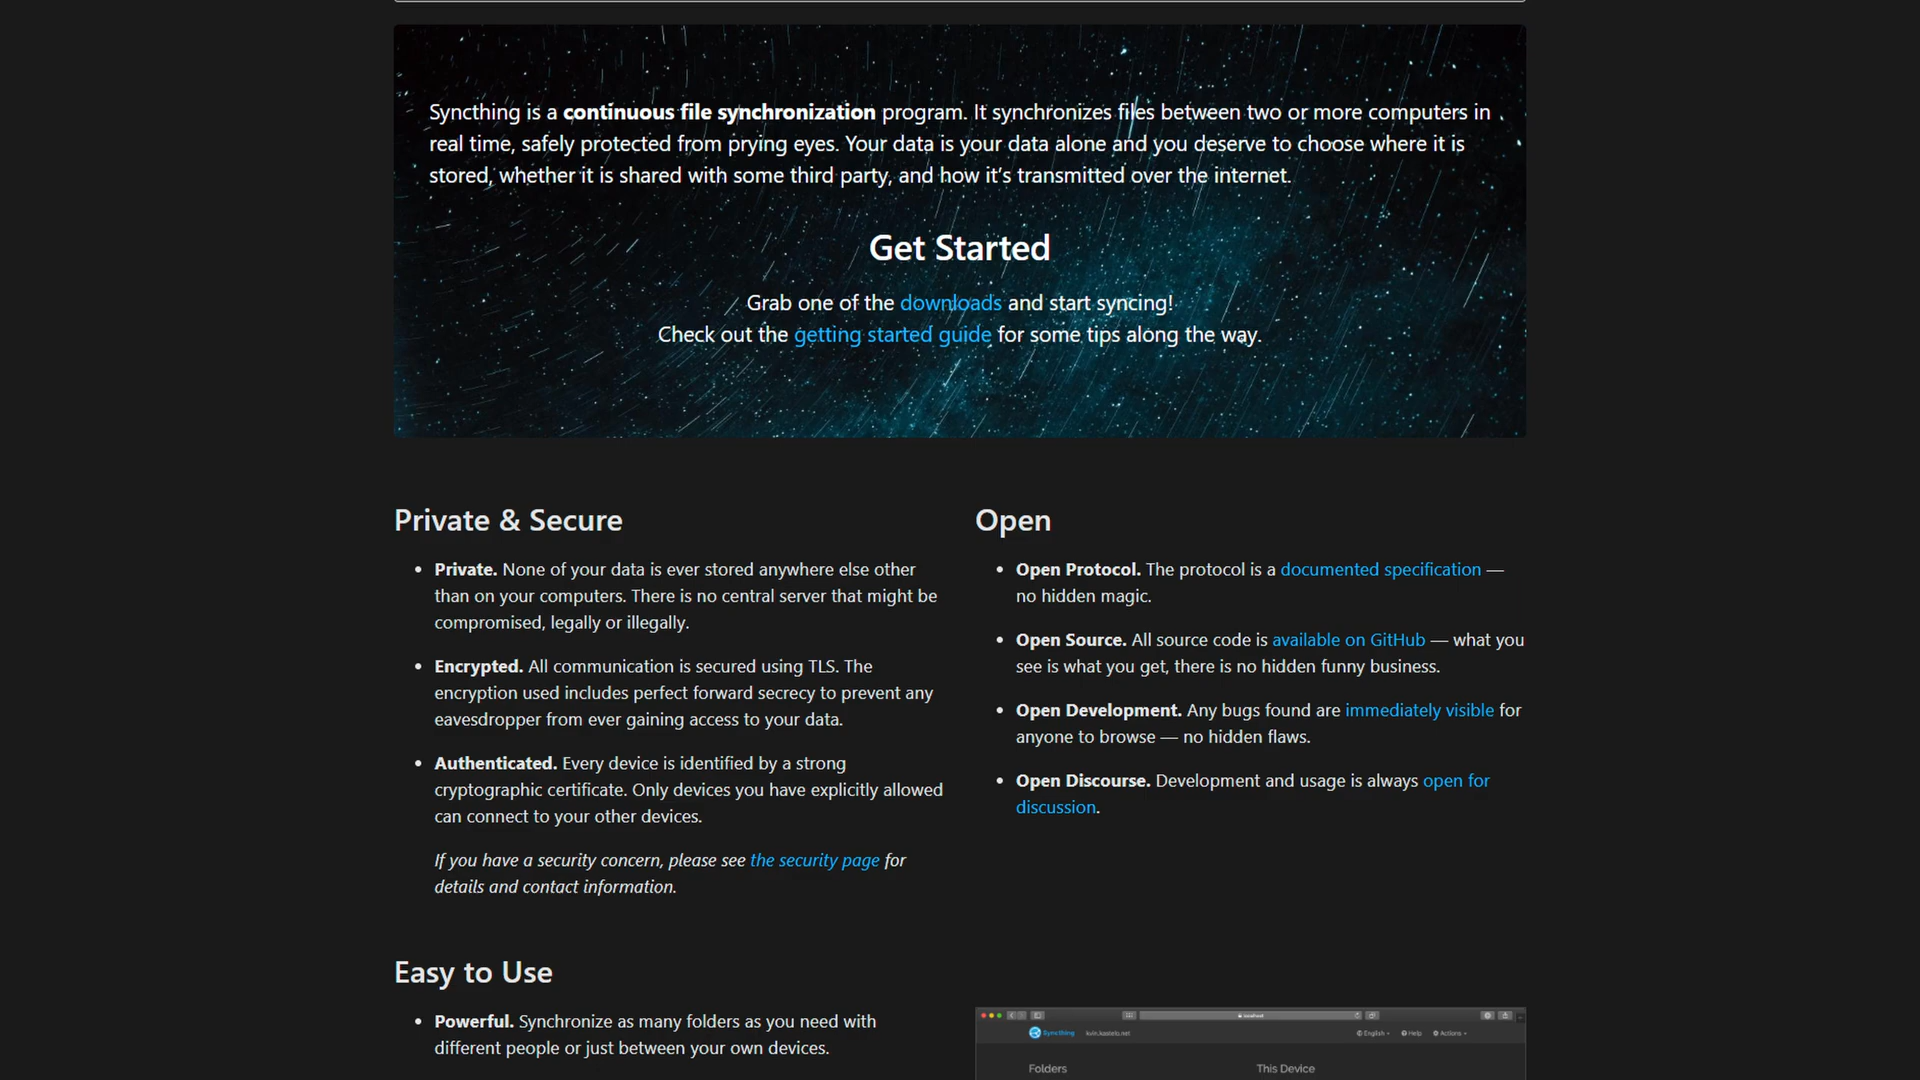 Syncthing is a continuous file synchronization program. It synchronizes files between two or more computers in
real time, safely protected from prying eyes. Your data is your data alone and you deserve to choose where it is
stored, whether it is shared with some third party, and how it’s transmitted over the internet.
Get Started
Grab one of the downloads and start syncing!
Check out the getting started guide for some tips along the way.
Private & Secure
• Private. None of your data is ever stored anywhere else other
than on your computers. There is no central server that might be
compromised, legally or illegally.
• Encrypted. All communication is secured using TLS. The
encryption used includes perfect forward secrecy to prevent any
eavesdropper from ever gaining access to your data.
• Authenticated. Every device is identified by a strong
cryptographic certificate. Only devices you have explicitly allowed
can connect to your other devices.
If you have a security concern, please see the security page for
details and contact information.
Open
• Open Protocol. The protocol is a documented specification —
no hidden magic.
• Open Source. All source code is available on GitHub — what you
see is what you get, there is no hidden funny business.
• Open Development. Any bugs found are immediately visible for
anyone to browse — no hidden flaws.
• Open Discourse. Development and usage is always open for
discussion.
Easy to Use
• Powerful. Synchronize as many folders as you need with
different people or just between your own devices.
localhost
Syncthing kvin.kastelo.net English Help Actions
Folders This Device